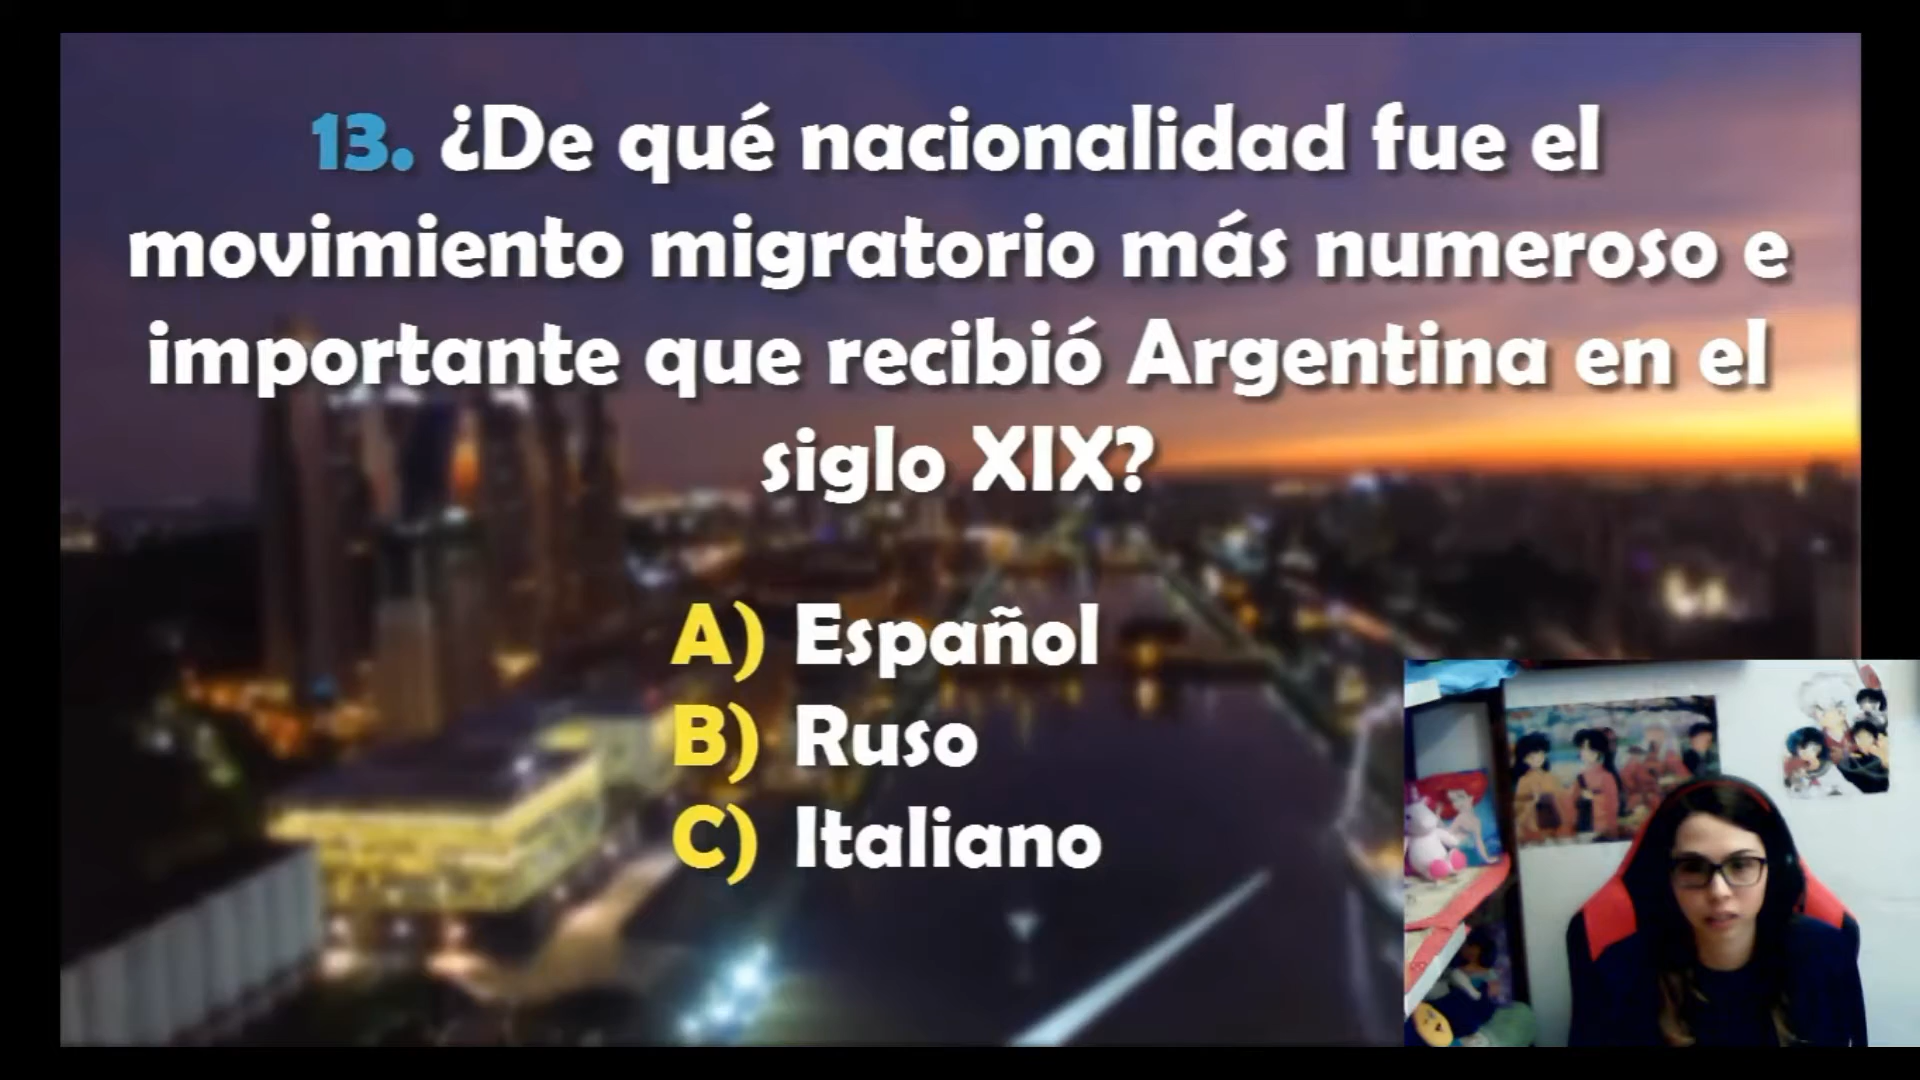 13. ¿De qué nacionalidad fue el
movimiento migratorio más numeroso e
importante que recibió Argentina en el
siglo XIX?
A) Español
B) Ruso
C) Italiano